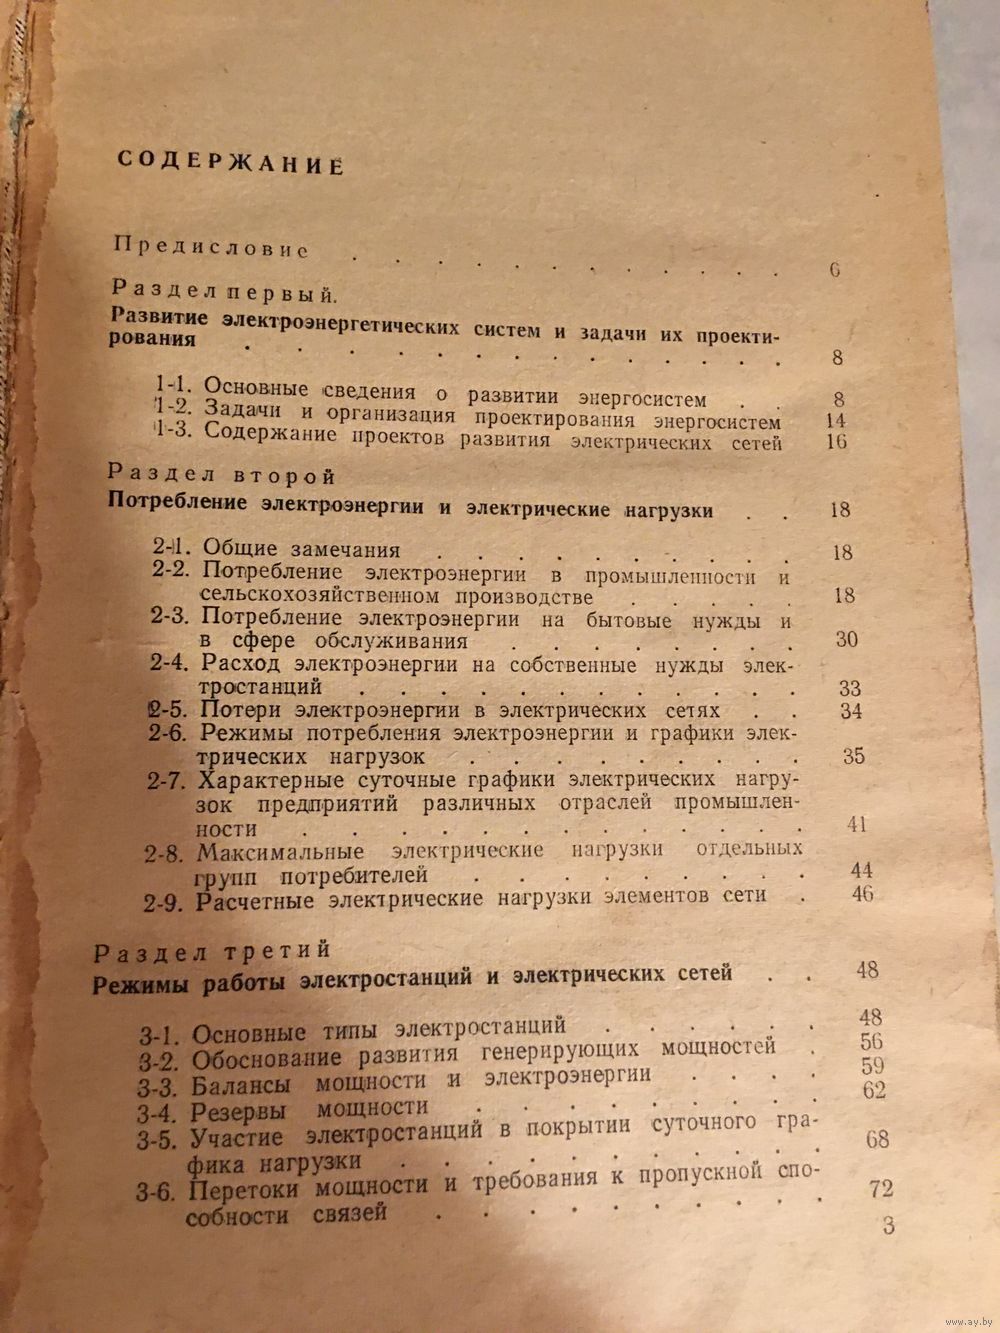 СОДЕРЖАНИЕ
Предисловие . . . . . . . . . . . 6
Раздел первый.
Развитие электроэнергетических систем и задачи их проекти-
рования . . . . . . . . . . . . . 8
1-1. Основные сведения о развитии энергосистем . . 8
1-2. Задачи и организация проектирования энергосистем 14
1-3. Содержание проектов развития электрических сетей 16
Раздел второй
Потребление электроэнергии и электрические нагрузки . . 18
2-1. Общие замечания . . . . . . . . . 18
2-2. Потребление электроэнергии в промышленности и
сельскохозяйственном производстве . . . . . 18
2-3. Потребление электроэнергии на бытовые нужды и
в сфере обслуживания . . . . . . . . 30
2-4. Расход электроэнергии на собственные нужды элек-
тростанций . . . . . . . . . . . 33
2-5. Потери электроэнергии в электрических сетях . . 34
2-6. Режимы потребления электроэнергии и графики элек-
трических нагрузок . . . . . . . . . 35
2-7. Характерные суточные графики электрических нагру-
зок предприятий различных отраслей промышлен-
ности . . . . . . . . . . . . 41
2-8. Максимальные электрические нагрузки отдельных
групп потребителей . . . . . . . . 44
2-9. Расчетные электрические нагрузки элементов сети . 46
Раздел третий
Режимы работы электростанций и электрических сетей . . 48
3-1. Основные типы электростанций . . . . . . 48
3-2. Обоснование развития генерирующих мощностей . 56
3-3. Балансы мощности и электроэнергии . . . . 59
3-4. Резервы мощности . . . . . . . . 62
3-5. Участие электростанций в покрытии суточного гра-
фика нагрузки . . . . . . . . . . 68
3-6. Перетоки мощности и требования к пропускной спо-
собности связей . . . . . . . . . 72
3
www.ay.by